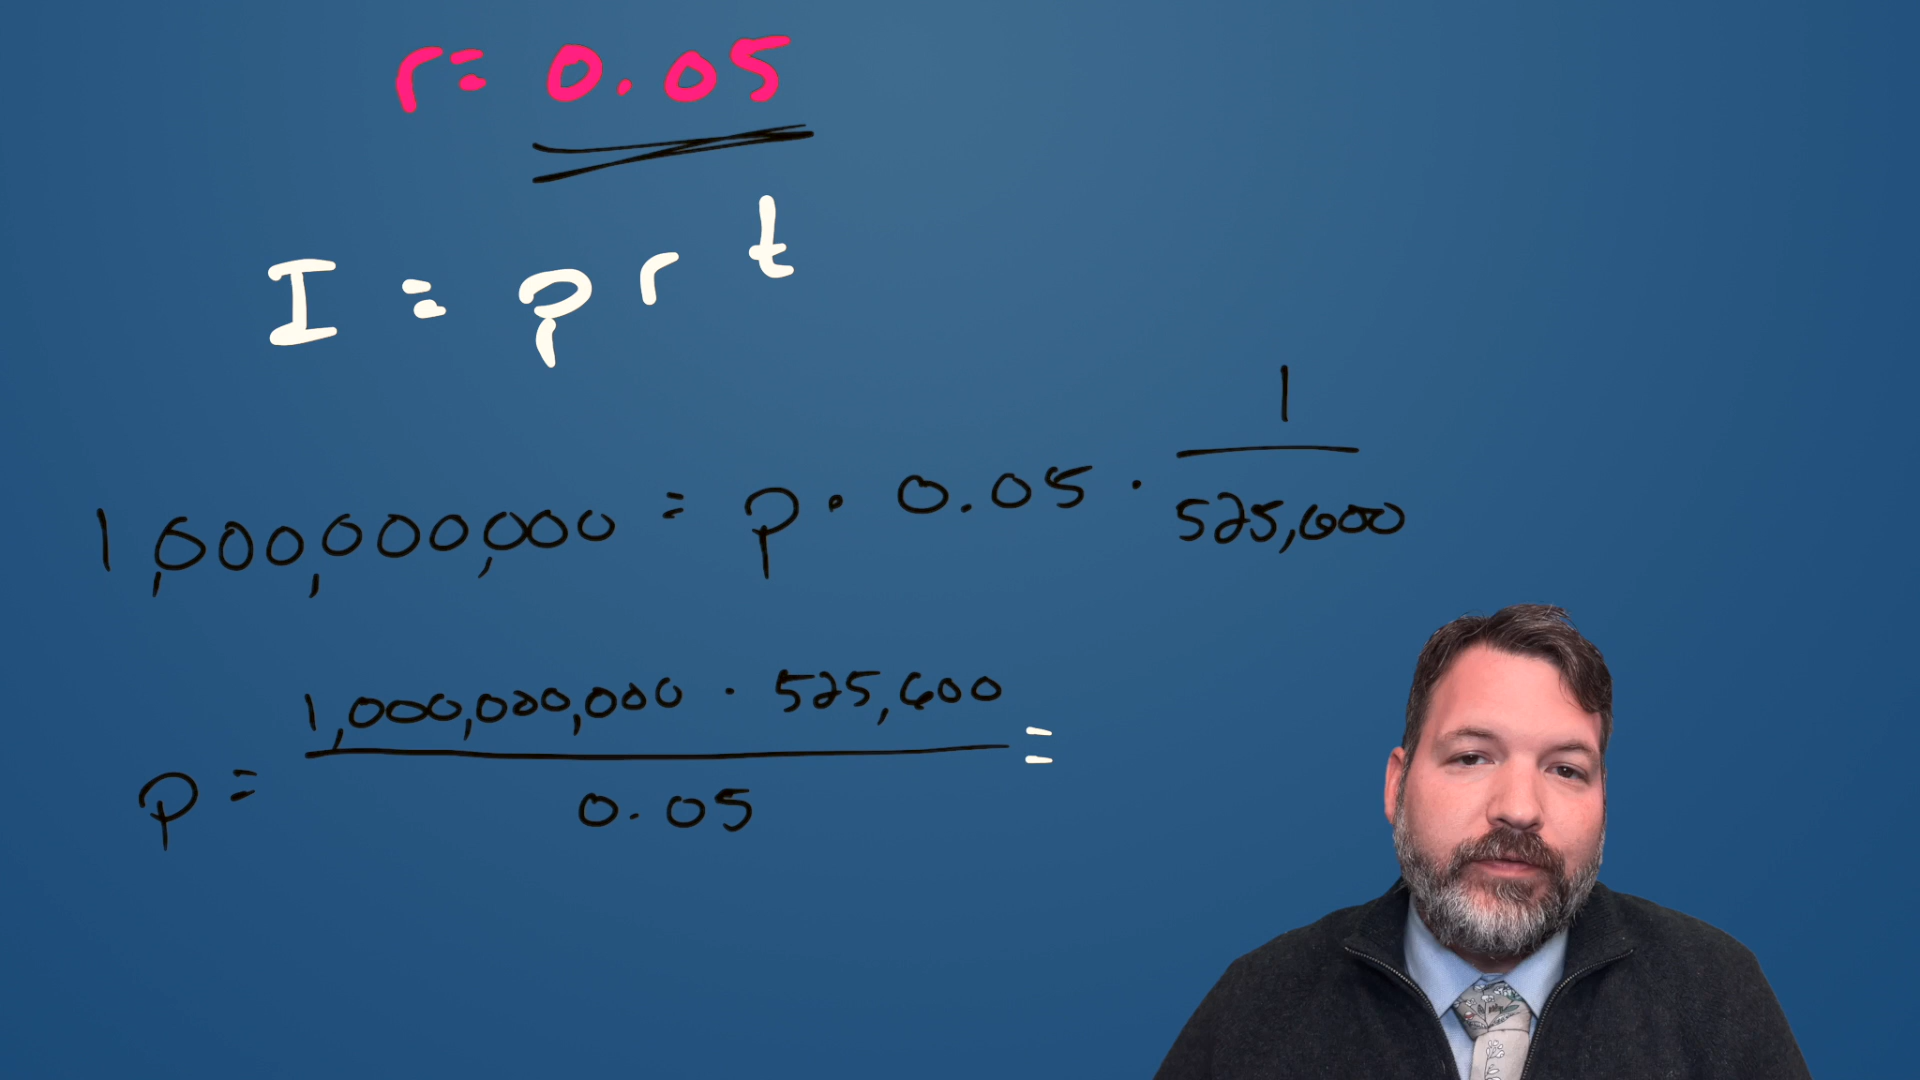 r = 0.05
I = p r t
1,000,000,000 = p · 0.05 · 1/525,600
p = 1,000,000,000 · 525,600 / 0.05 =